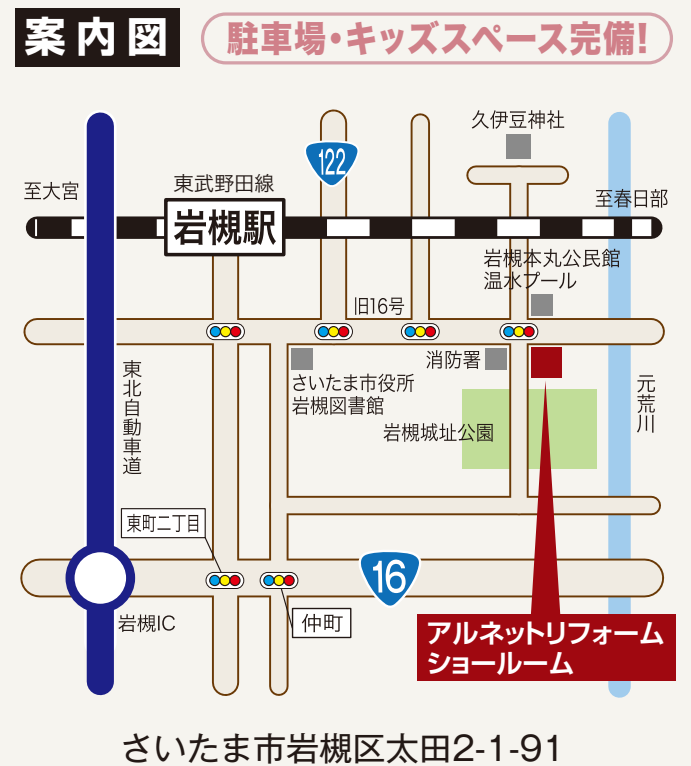 案内図
駐車場・キッズスペース完備!
久伊豆神社
122
至大宮
東武野田線
至春日部
岩槻駅
岩槻本丸公民館
温水プール
旧16号
消防署
さいたま市役所
岩槻図書館
東北自動車道
元荒川
岩槻城址公園
東町二丁目
16
岩槻IC
仲町
アルネットリフォーム
ショールーム
さいたま市岩槻区太田2-1-91